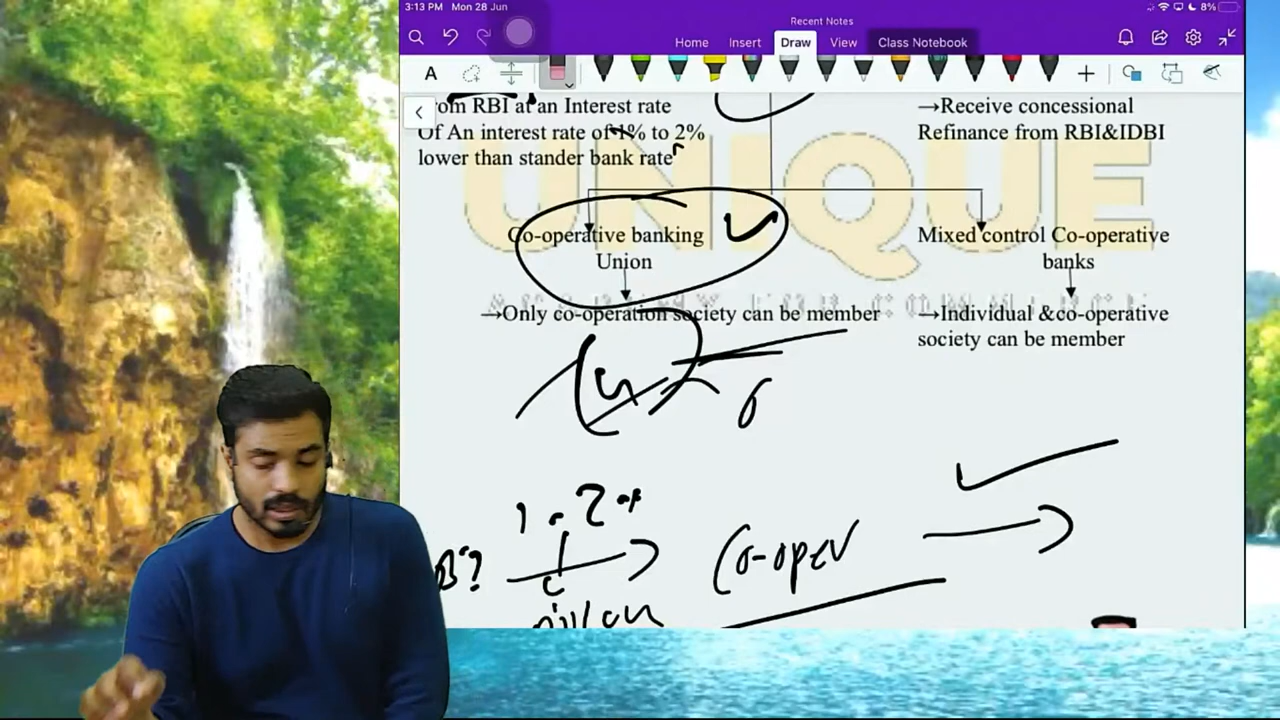 3:13 PM Mon 28 Jun
8%
Recent Notes
Home Insert Draw View Class Notebook
A
from RBI at an Interest rate
Of An interest rate of 1% to 2%
lower than stander bank rate
→Receive concessional
Refinance from RBI&IDBI
UNIQUE
Co-operative banking
Union
Mixed control Co-operative
banks
→Only co-operation society can be member
→Individual &co-operative
society can be member
Co-oper